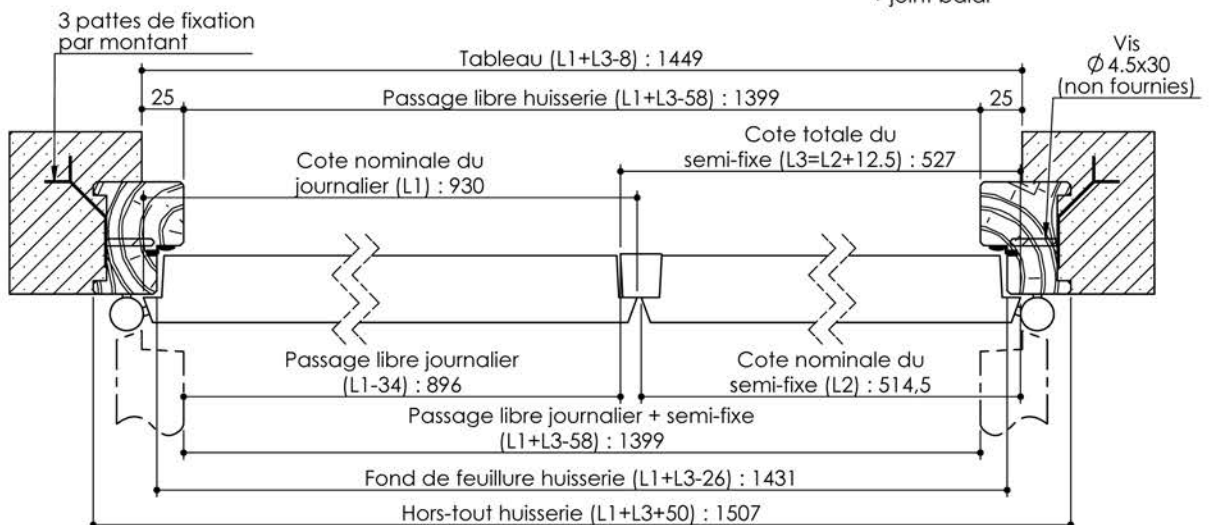 joint balai
3 pattes de fixation
par montant
Vis
Ø 4.5x30
(non fournies)
Tableau (L1+L3-8) : 1449
25
Passage libre huisserie (L1+L3-58) : 1399
25
Cote totale du
semi-fixe (L3=L2+12.5) : 527
Cote nominale du
journalier (L1) : 930
Passage libre journalier
(L1-34) : 896
Cote nominale du
semi-fixe (L2) : 514,5
Passage libre journalier + semi-fixe
(L1+L3-58) : 1399
Fond de feuillure huisserie (L1+L3-26) : 1431
Hors-tout huisserie (L1+L3+50) : 1507